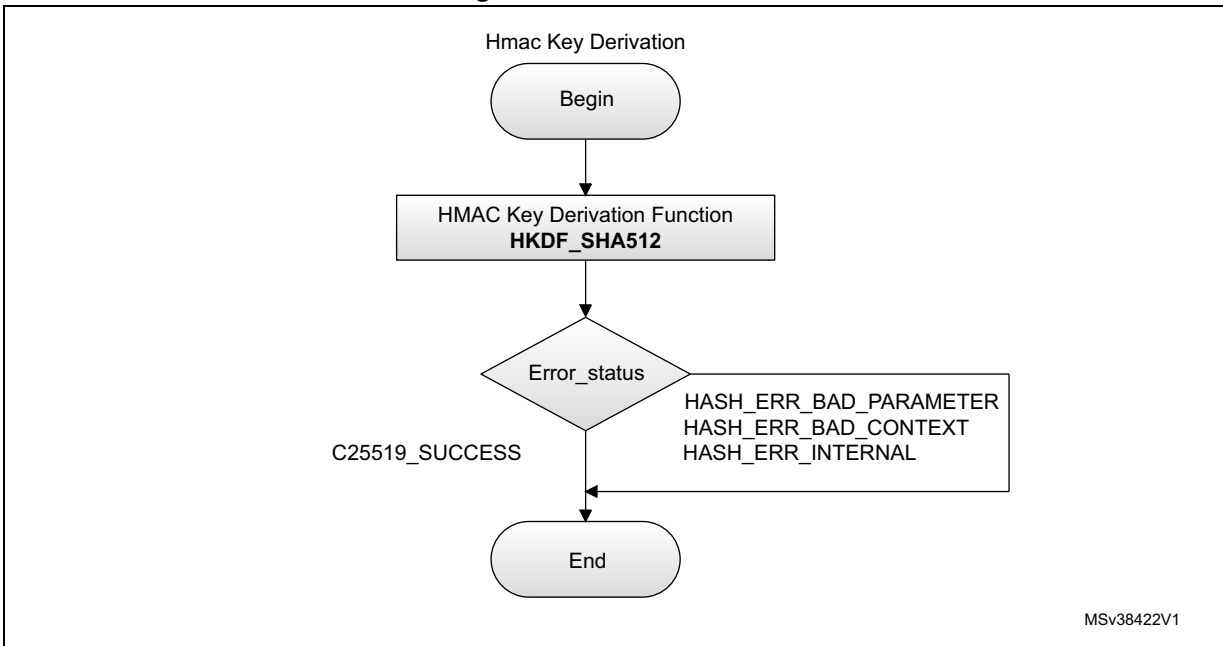 Hmac Key Derivation
Begin
HMAC Key Derivation Function
HKDF_SHA512
Error_status
HASH_ERR_BAD_PARAMETER
HASH_ERR_BAD_CONTEXT
C25519_SUCCESS
HASH_ERR_INTERNAL
End
MSv38422V1